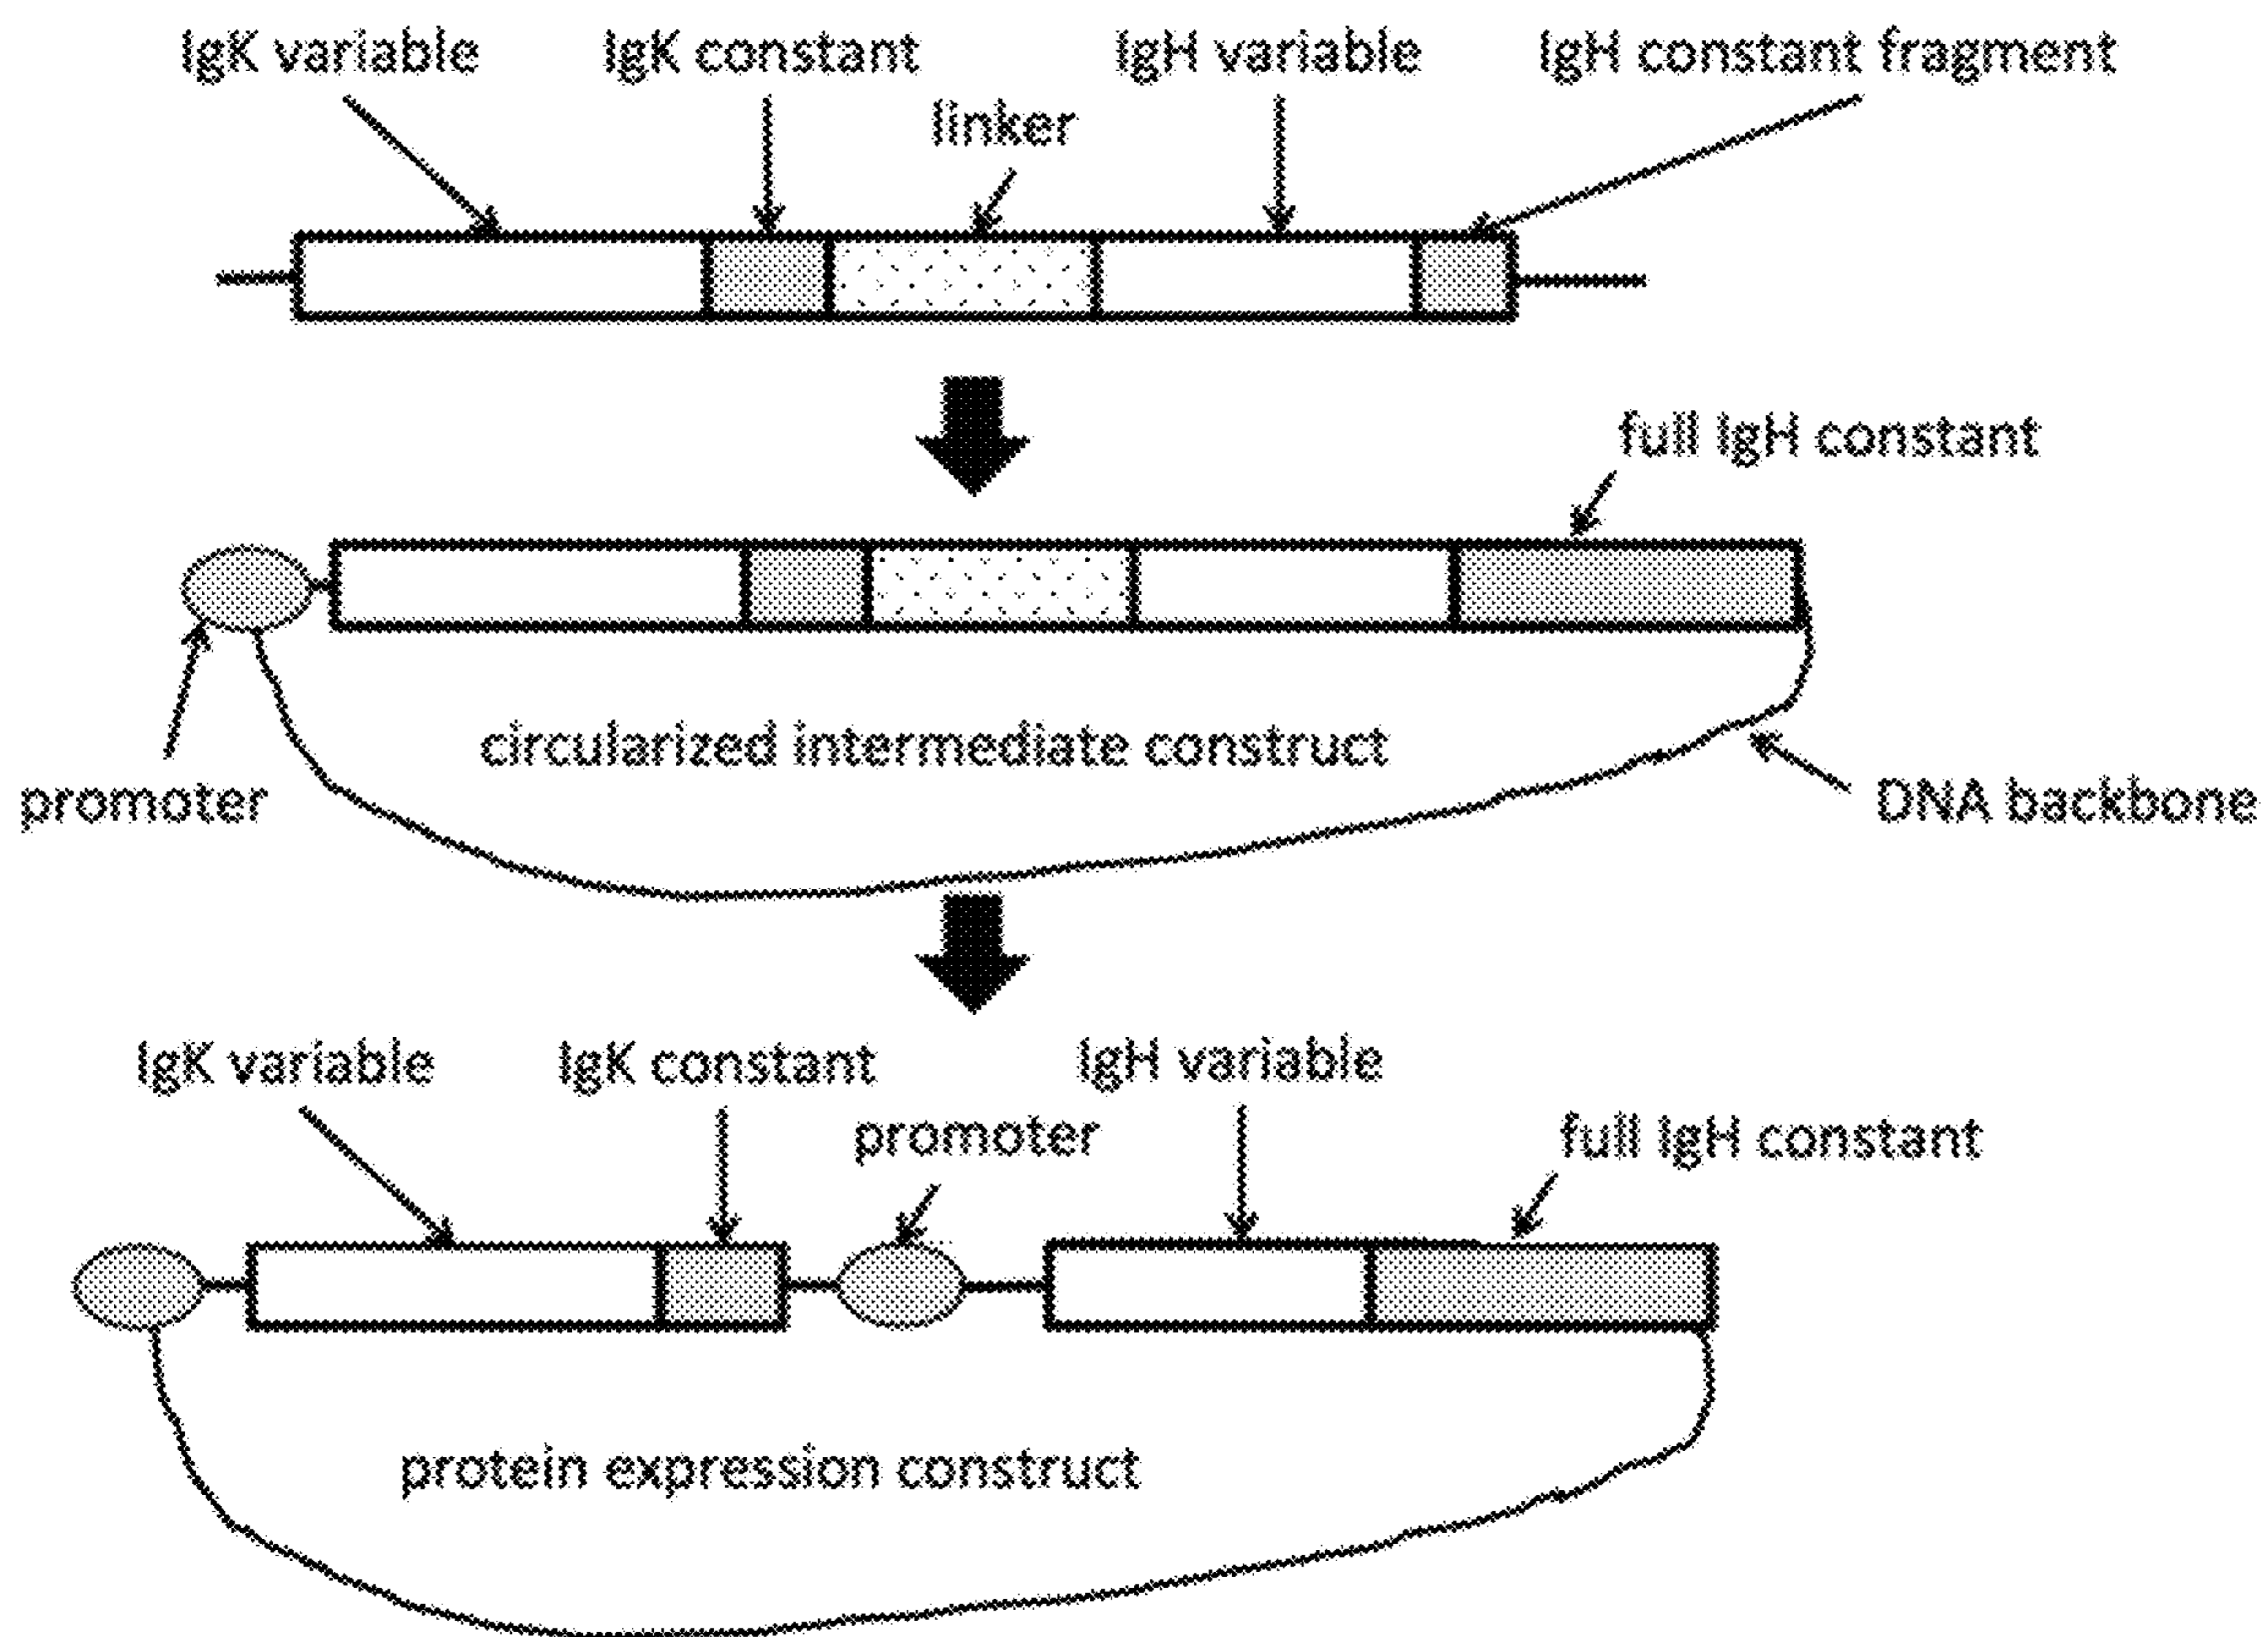 IgK variable
IgK constant
IgH variable
IgH constant fragment
linker
full IgH constant
promoter
circularized intermediate construct
DNA backbone
IgK variable
IgK constant
IgH variable
promoter
full IgH constant
protein expression construct